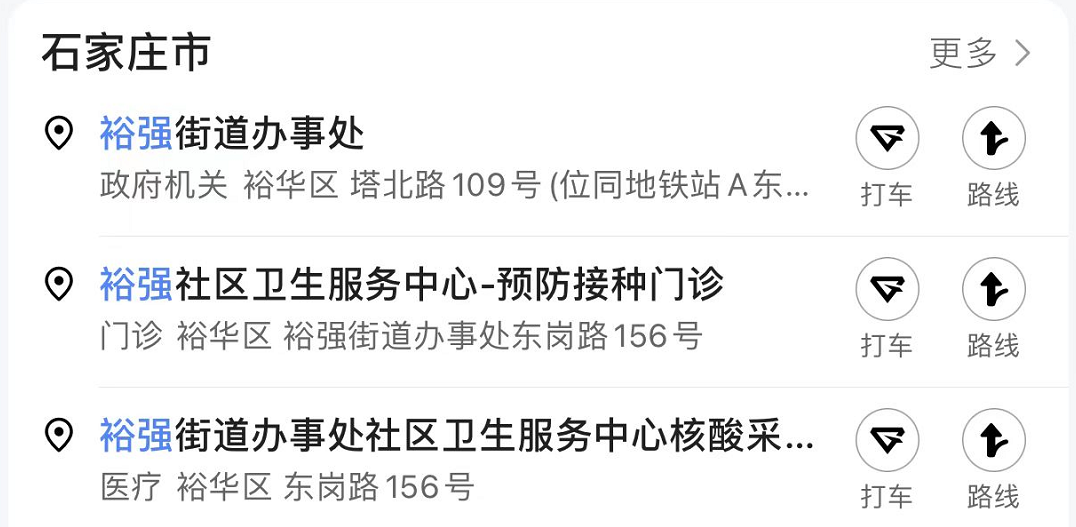 石家庄市 更多
裕强街道办事处
政府机关 裕华区 塔北路109号(位同地铁站A东...
打车 路线
裕强社区卫生服务中心-预防接种门诊
门诊 裕华区 裕强街道办事处东岗路156号
打车 路线
裕强街道办事处社区卫生服务中心核酸采...
医疗 裕华区 东岗路156号
打车 路线